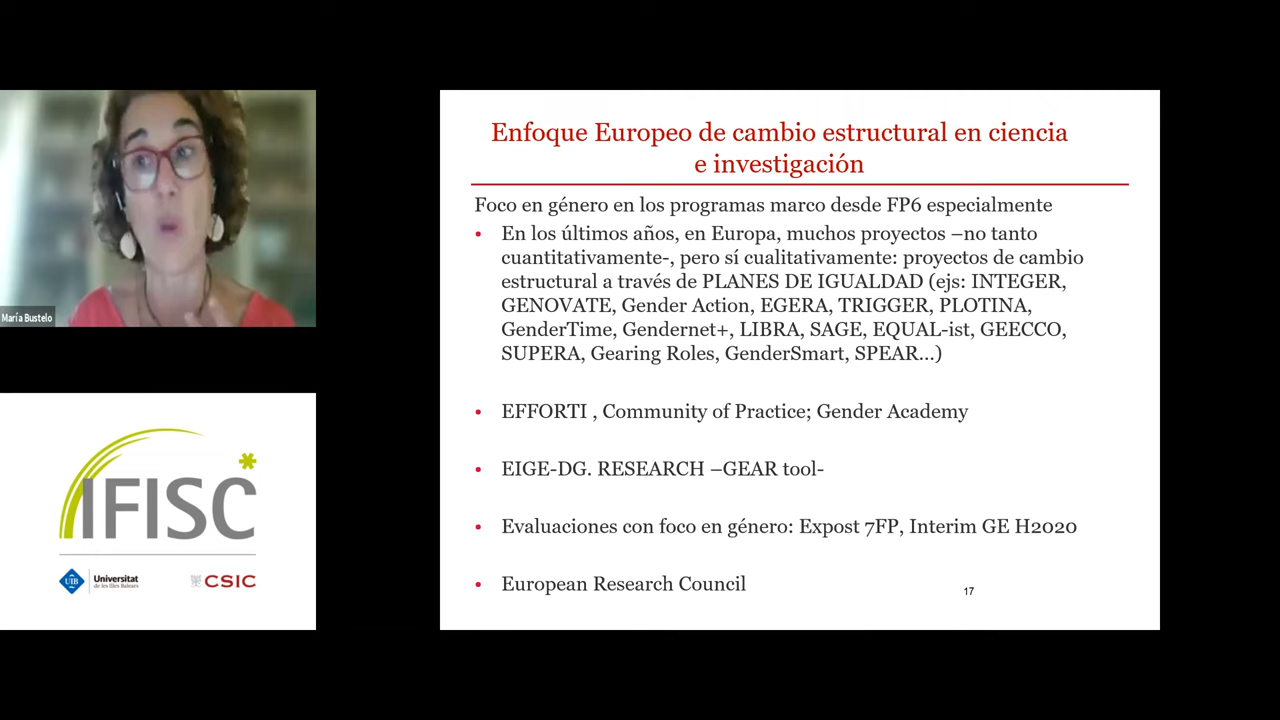 María Bustelo
IFISC
UIB
Universitat
de les Illes Balears
CSIC
Enfoque Europeo de cambio estructural en ciencia
e investigación
Foco en género en los programas marco desde FP6 especialmente
• En los últimos años, en Europa, muchos proyectos –no tanto
cuantitativamente-, pero sí cualitativamente: proyectos de cambio
estructural a través de PLANES DE IGUALDAD (ejs: INTEGER,
GENOVATE, Gender Action, EGERA, TRIGGER, PLOTINA,
GenderTime, Gendernet+, LIBRA, SAGE, EQUAL-ist, GEECCO,
SUPERA, Gearing Roles, GenderSmart, SPEAR...)
• EFFORTI , Community of Practice; Gender Academy
• EIGE-DG. RESEARCH –GEAR tool-
• Evaluaciones con foco en género: Expost 7FP, Interim GE H2020
• European Research Council
17